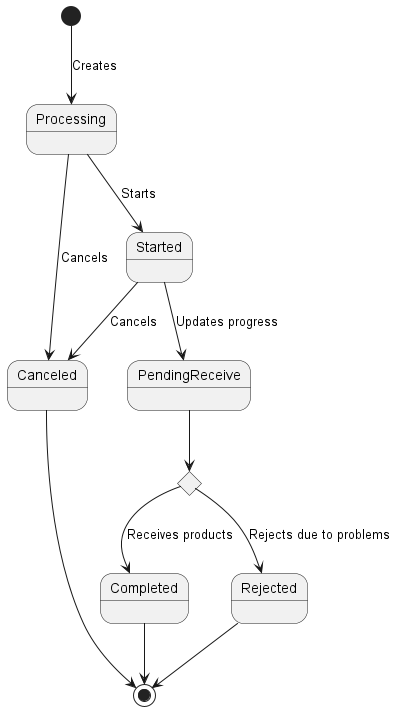 Creates
Processing
Starts
Started
Cancels
Cancels
Updates progress
Canceled
PendingReceive
Receives products
Rejects due to problems
Completed
Rejected